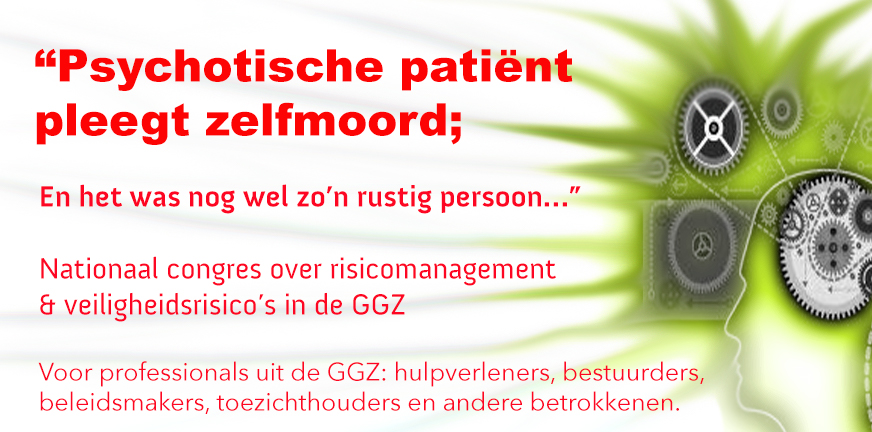 “Psychotische patiënt
pleegt zelfmoord;
En het was nog wel zo’n rustig persoon...”
Nationaal congres over risicomanagement
& veiligheidsrisico’s in de GGZ
Voor professionals uit de GGZ: hulpverleners, bestuurders,
beleidsmakers, toezichthouders en andere betrokkenen.